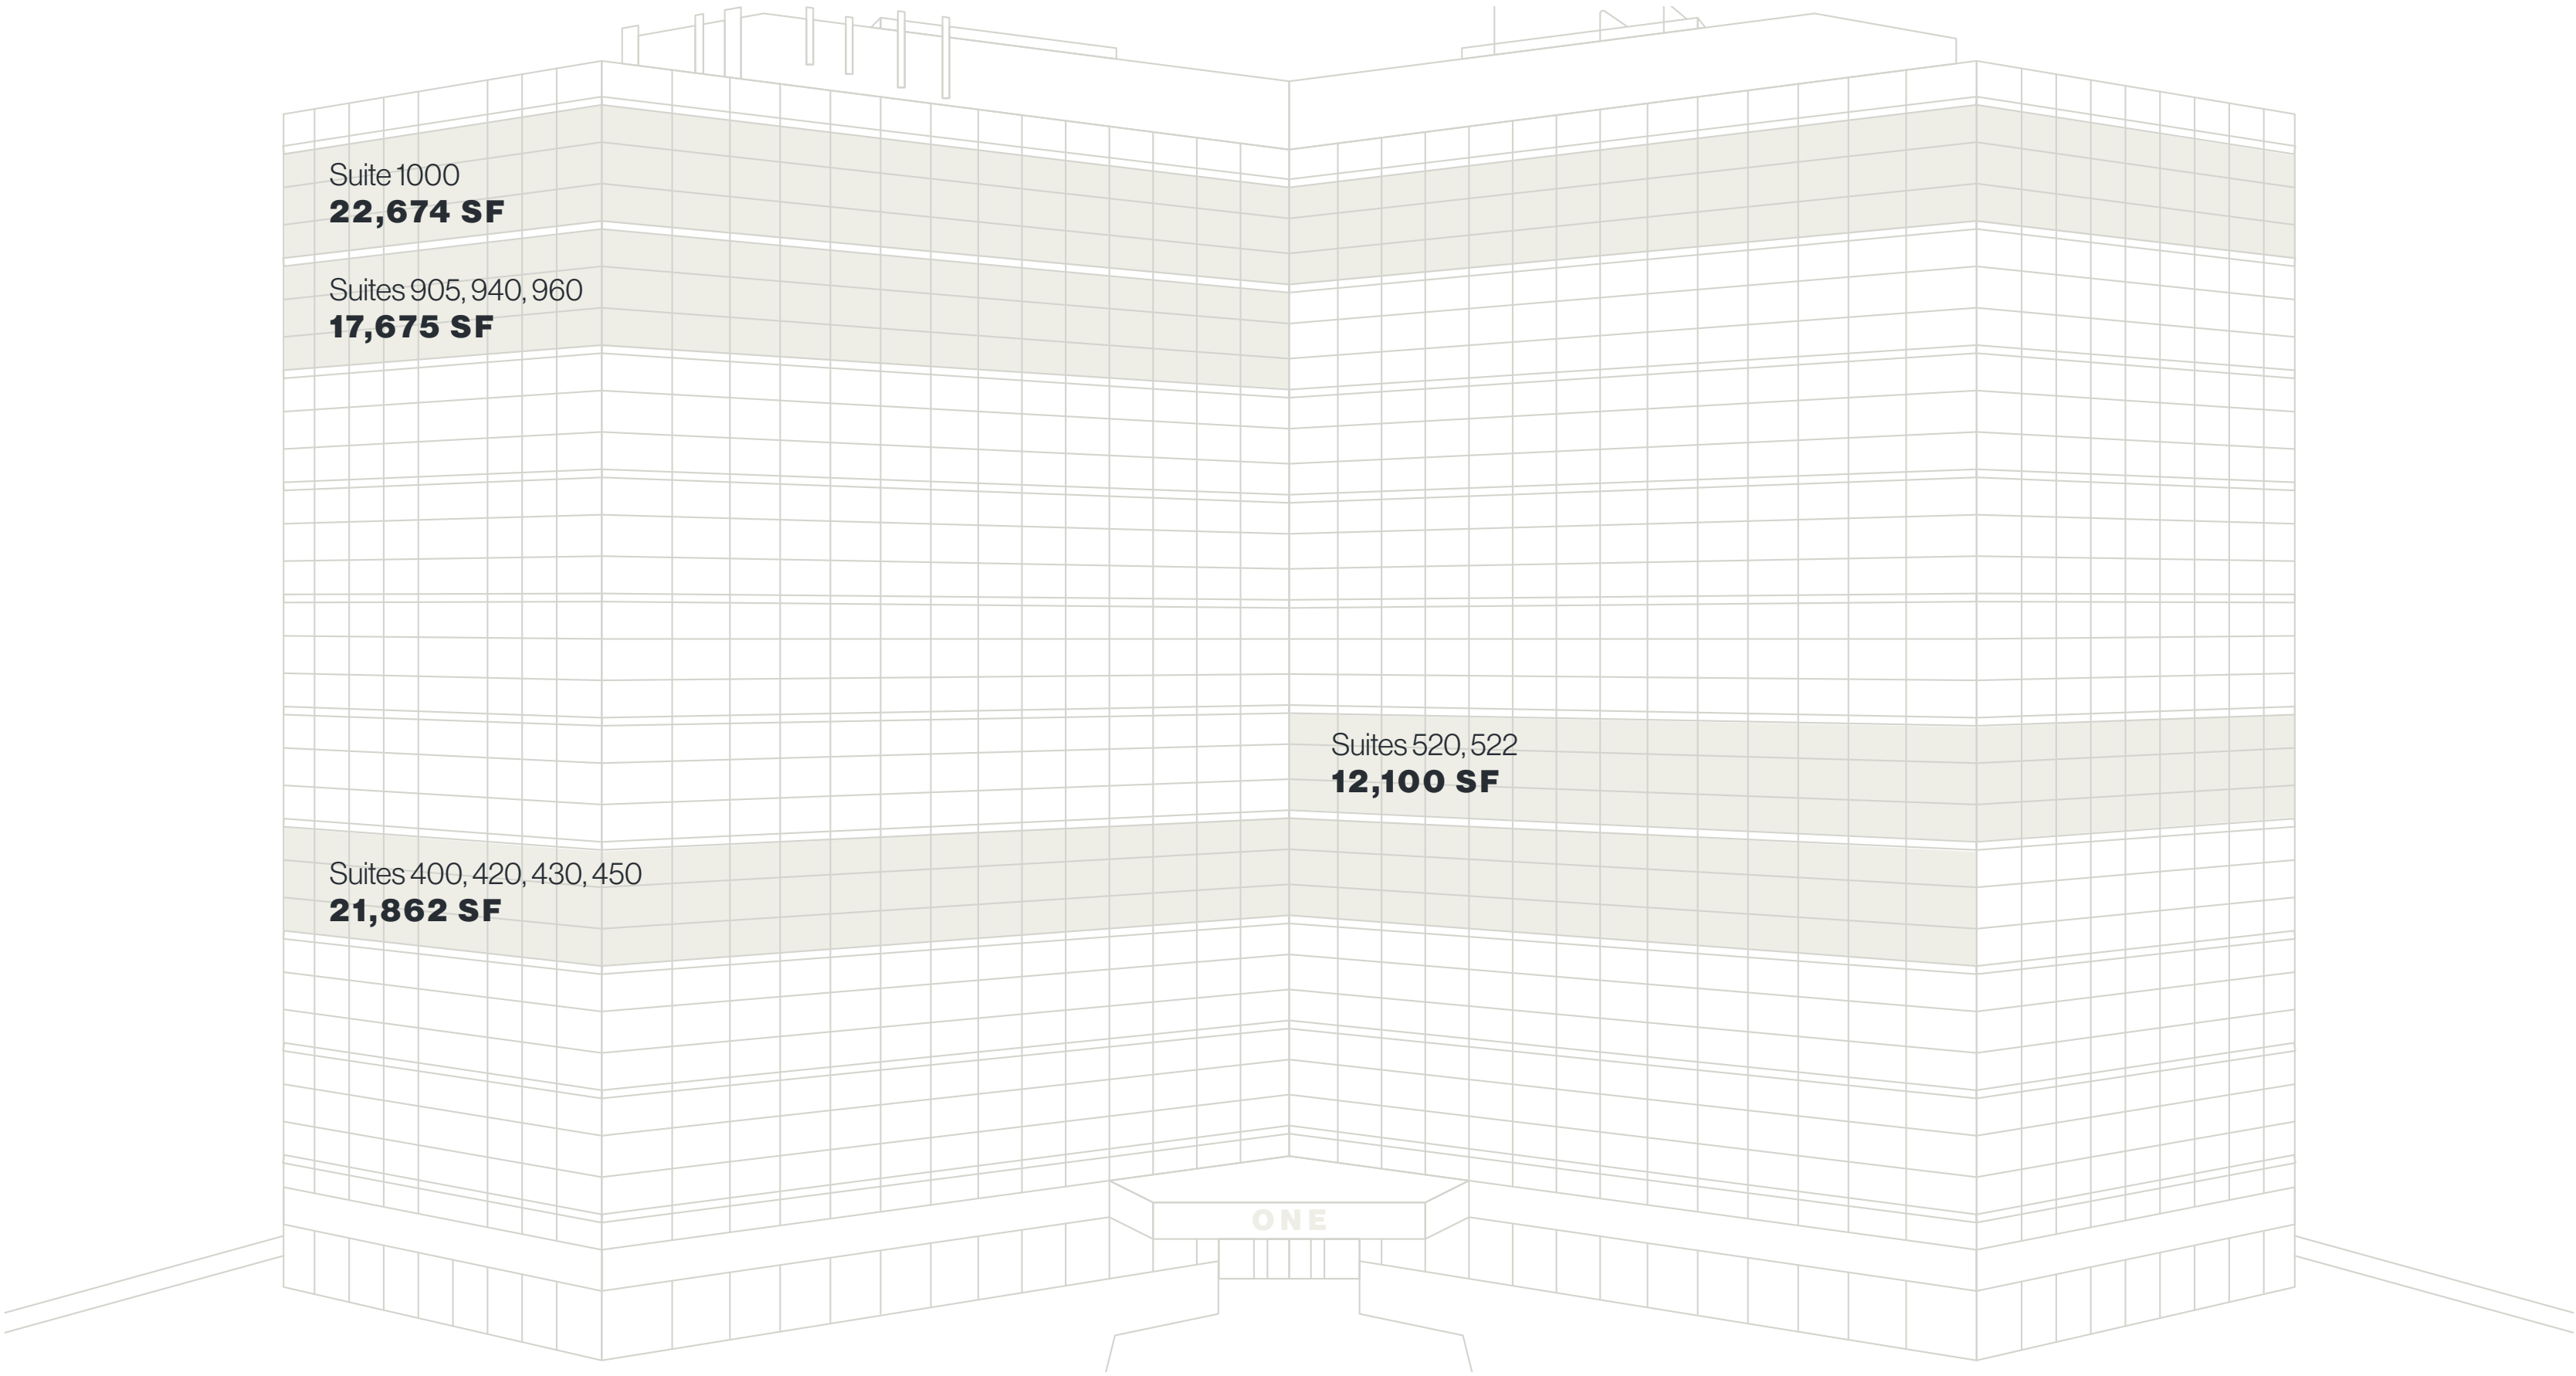 Suite 1000
22,674 SF
Suites 905, 940, 960
17,675 SF
Suites 520, 522
12,100 SF
Suites 400, 420, 430, 450
21,862 SF
ONE